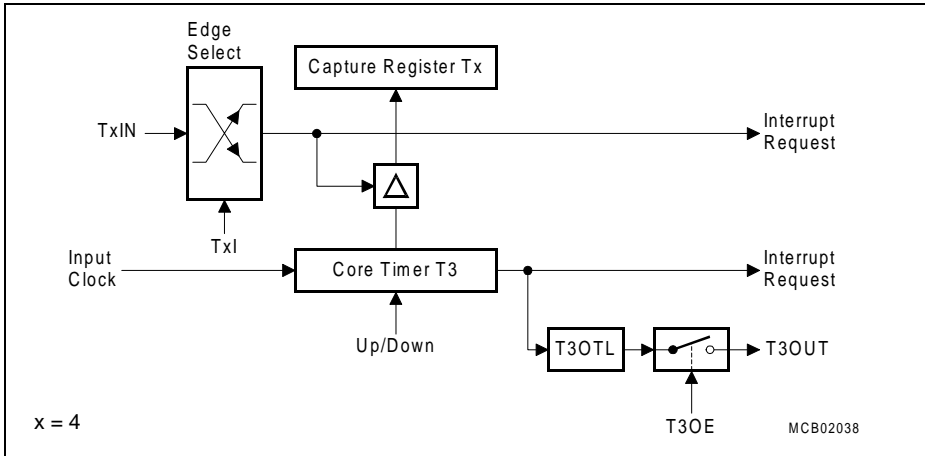 Edge
Select
Capture Register Tx
TxIN
Interrupt
Request
TxI
Input
Clock
Core Timer T3
Interrupt
Request
Up/Down
T3OTL
T3OUT
T3OE
x = 4
MCB02038